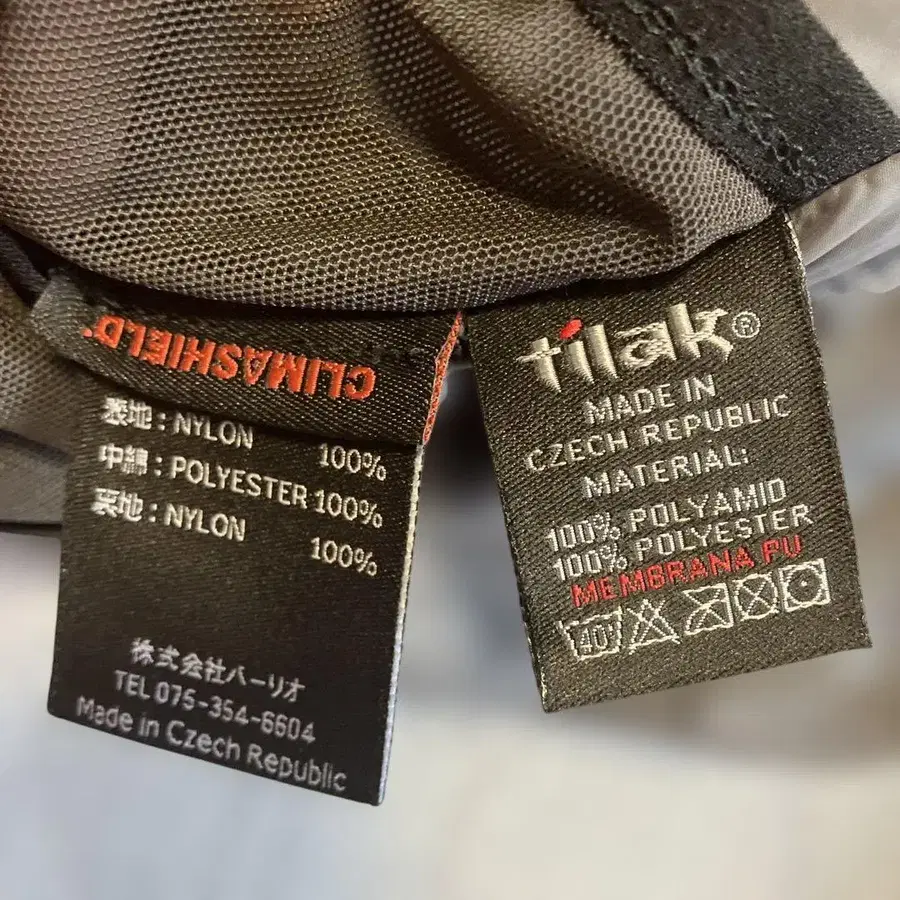 CLIMASHIELD
表地 : NYLON 100%
中綿 : POLYESTER 100%
裏地 : NYLON 100%
株式会社ハーリオ
TEL 075-354-6604
Made in Czech Republic
tilak®
MADE IN
CZECH REPUBLIC
MATERIAL:
100% POLYAMID
100% POLYESTER
MEMBRANA PU
40°